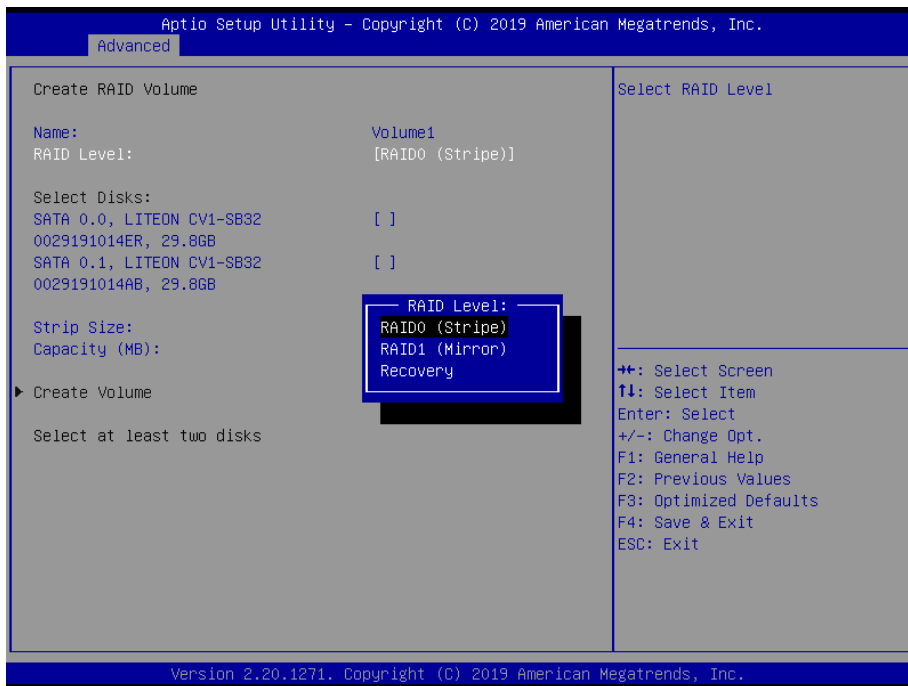 Aptio Setup Utility – Copyright (C) 2019 American Megatrends, Inc.
Advanced
Create RAID Volume
Select RAID Level
Name: Volume1
RAID Level: [RAID0 (Stripe)]
Select Disks:
SATA 0.0, LITEON CV1-SB32 [ ]
0029191014ER, 29.8GB
SATA 0.1, LITEON CV1-SB32 [ ]
0029191014AB, 29.8GB
Strip Size:
Capacity (MB):
Create Volume
Select at least two disks
RAID Level:
RAID0 (Stripe)
RAID1 (Mirror)
Recovery
→←: Select Screen
↑↓: Select Item
Enter: Select
+/-: Change Opt.
F1: General Help
F2: Previous Values
F3: Optimized Defaults
F4: Save & Exit
ESC: Exit
Version 2.20.1271. Copyright (C) 2019 American Megatrends, Inc.